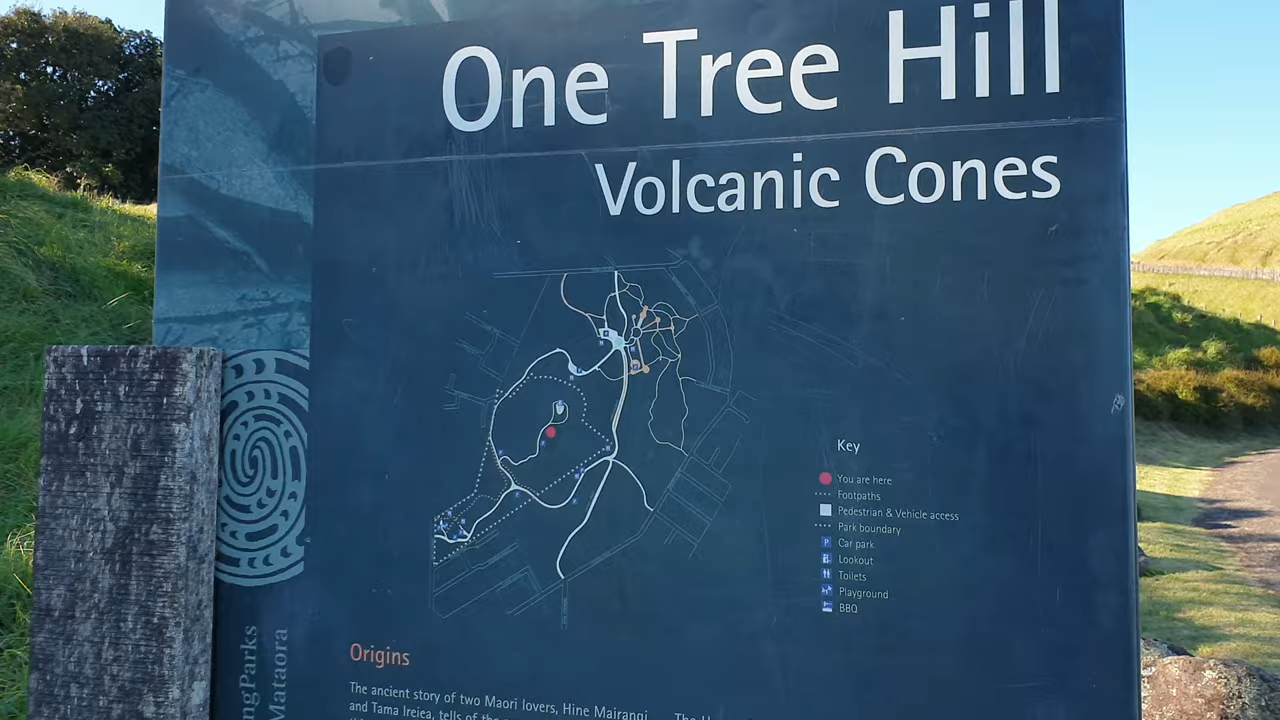 One Tree Hill
Volcanic Cones
Key
You are here
Footpaths
Pedestrian & Vehicle access
Park boundary
P Car park
Lookout
Toilets
Playground
BBQ
Origins
The ancient story of two Maori lovers, Hine Mairangi
and Tama Ireiea, tells of the
The
ngParks
Mataora